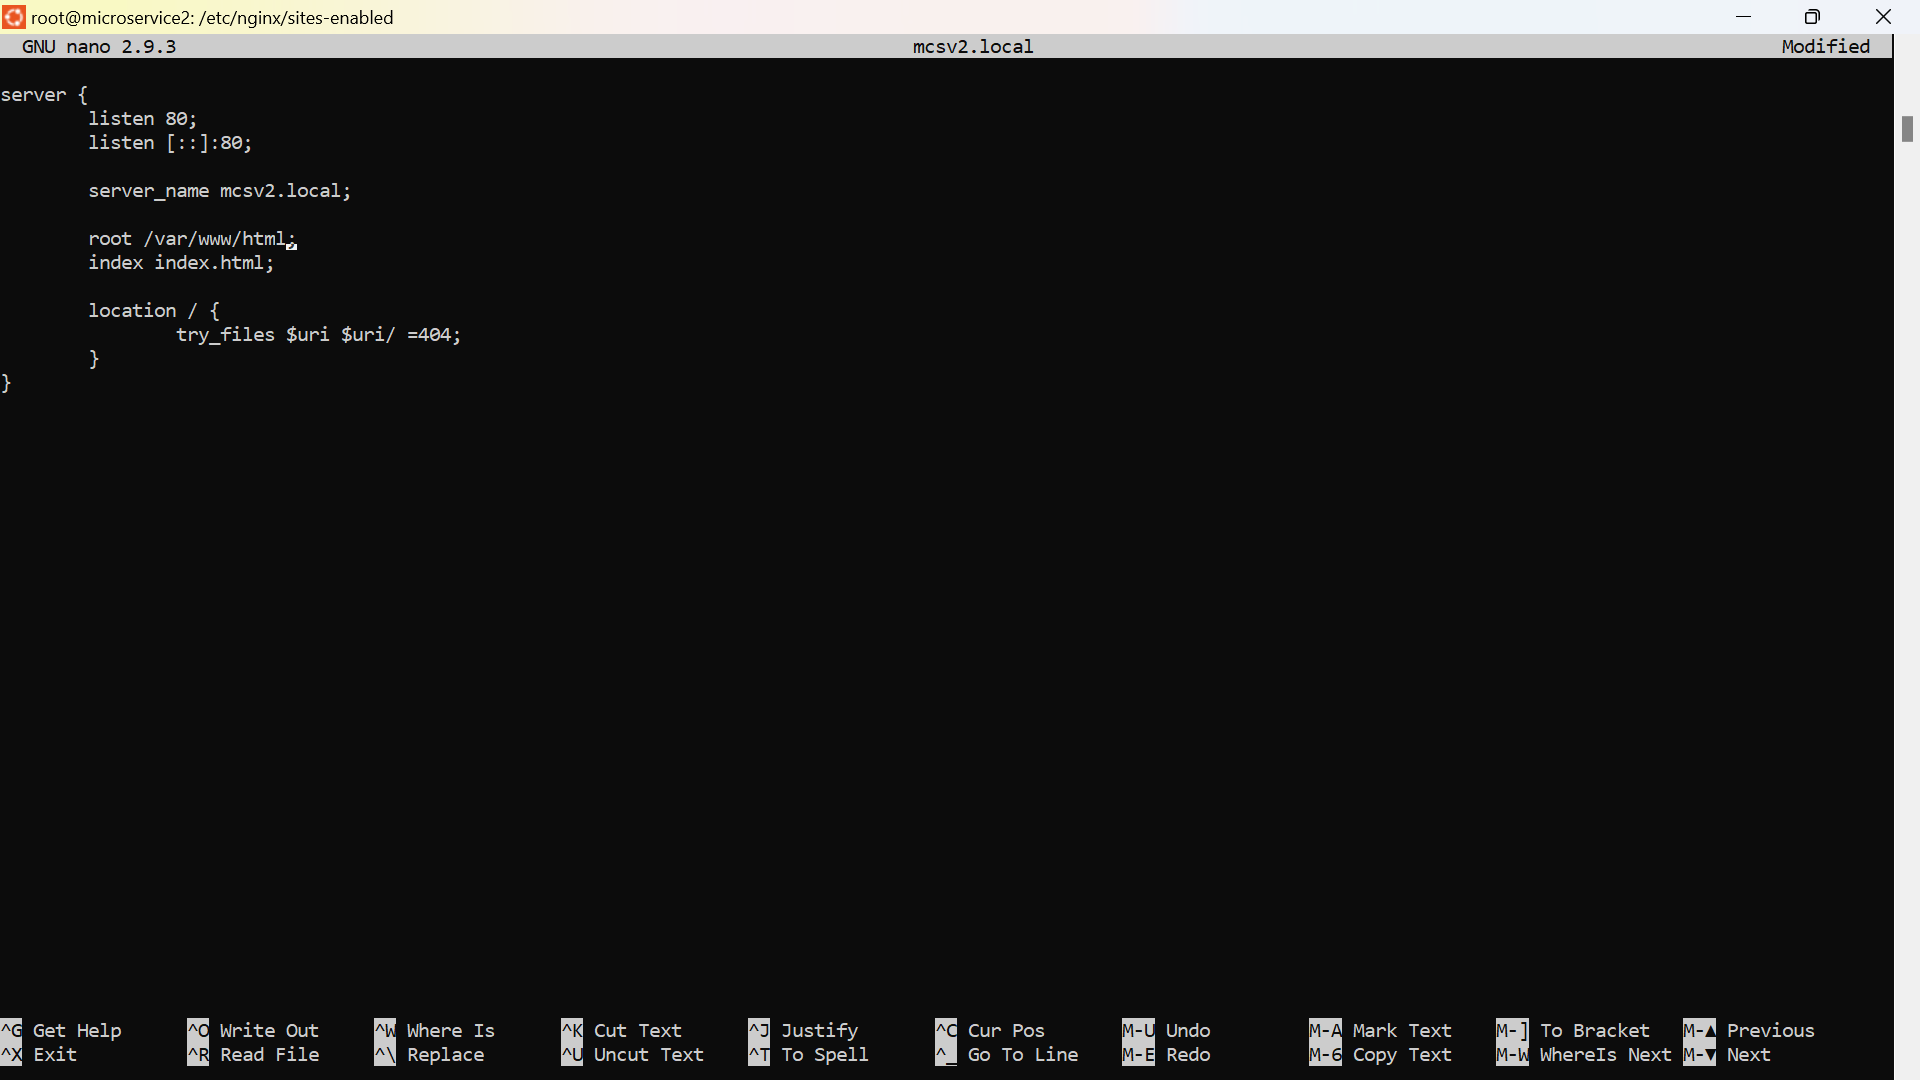 root@microservice2: /etc/nginx/sites-enabled
GNU nano 2.9.3 mcsv2.local Modified
server {
listen 80;
listen [::]:80;
server_name mcsv2.local;
root /var/www/html;
index index.html;
location / {
try_files $uri $uri/ =404;
}
}
^G Get Help ^O Write Out ^W Where Is ^K Cut Text ^J Justify ^C Cur Pos M-U Undo M-A Mark Text M-] To Bracket M-▲ Previous
^X Exit ^R Read File ^\ Replace ^U Uncut Text ^T To Spell ^_ Go To Line M-E Redo M-6 Copy Text M-W WhereIs Next M-▼ Next